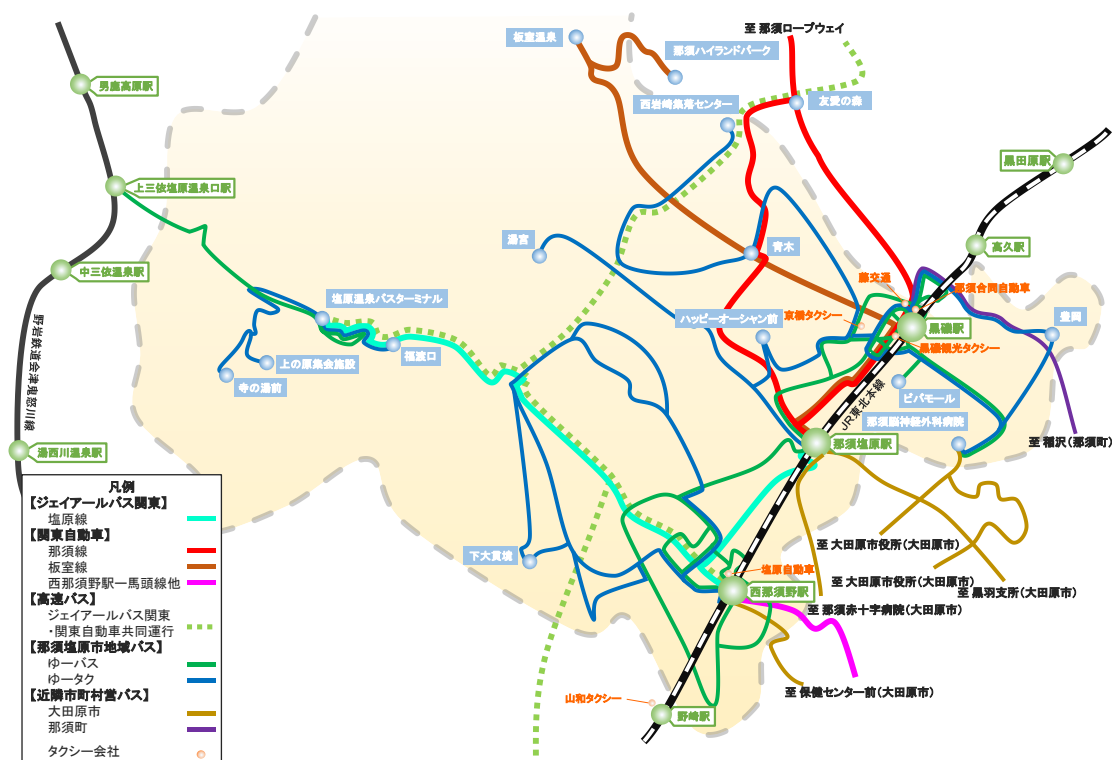 至 那須ロープウェイ
板室温泉
那須ハイランドパーク
男鹿高原駅
西岩崎集落センター
友愛の森
黒田原駅
上三依塩原温泉口駅
湯宮
青木
高久駅
中三依温泉駅
藤交通
那須合同自動車
塩原温泉バスターミナル
ハッピーオーシャン前
京橋タクシー
黒磯駅
豊岡
野岩鉄道会津鬼怒川線
福渡口
黒磯観光タクシー
上の原集会施設
寺の湯前
JR東北本線
ビバモール
那須脳神経外科病院
湯西川温泉駅
那須塩原駅
至 稲沢(那須町)
凡例
【ジェイアールバス関東】
塩原線
【関東自動車】
那須線
板室線
西那須野駅ー馬頭線他
【高速バス】
ジェイアールバス関東
・関東自動車共同運行
【那須塩原市地域バス】
ゆーバス
ゆータク
【近隣市町村営バス】
大田原市
那須町
タクシー会社
下大貫境
至 大田原市役所(大田原市)
塩原自動車
至 大田原市役所(大田原市)
西那須野駅
至 黒羽支所(大田原市)
至 那須赤十字病院(大田原市)
至 保健センター前(大田原市)
山和タクシー
野崎駅